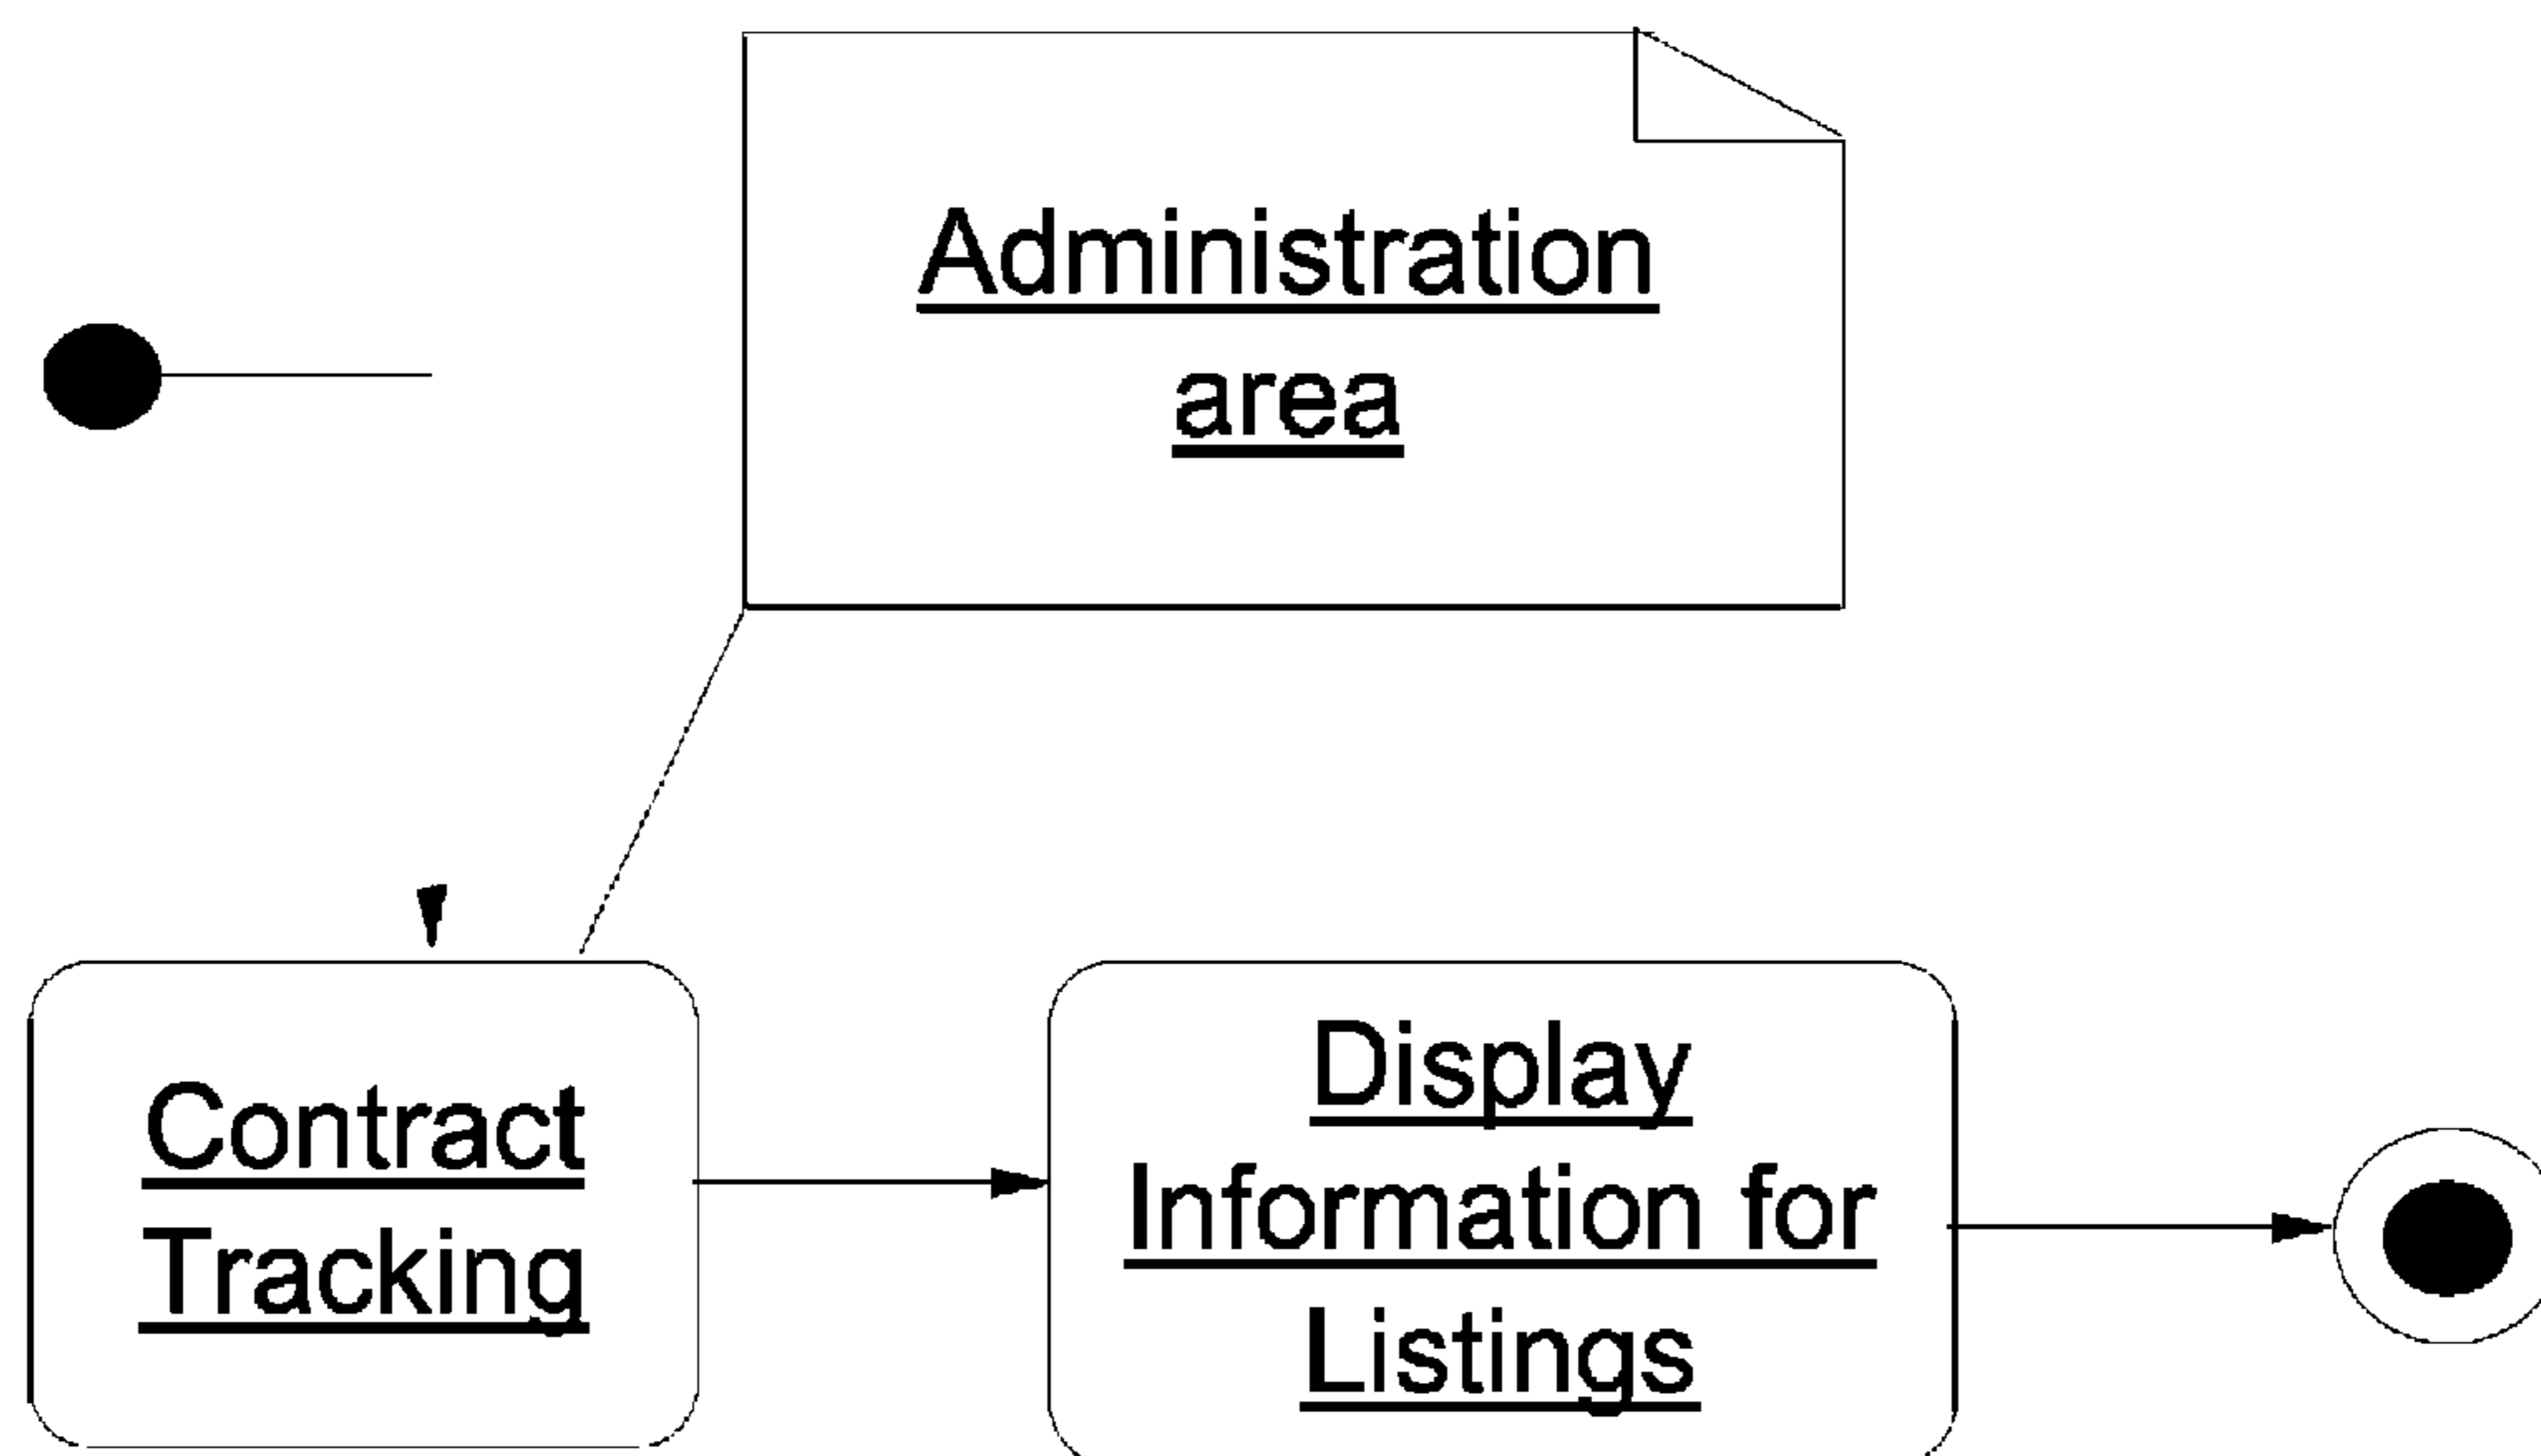 Administration
area
Contract
Tracking
Display
Information for
Listings